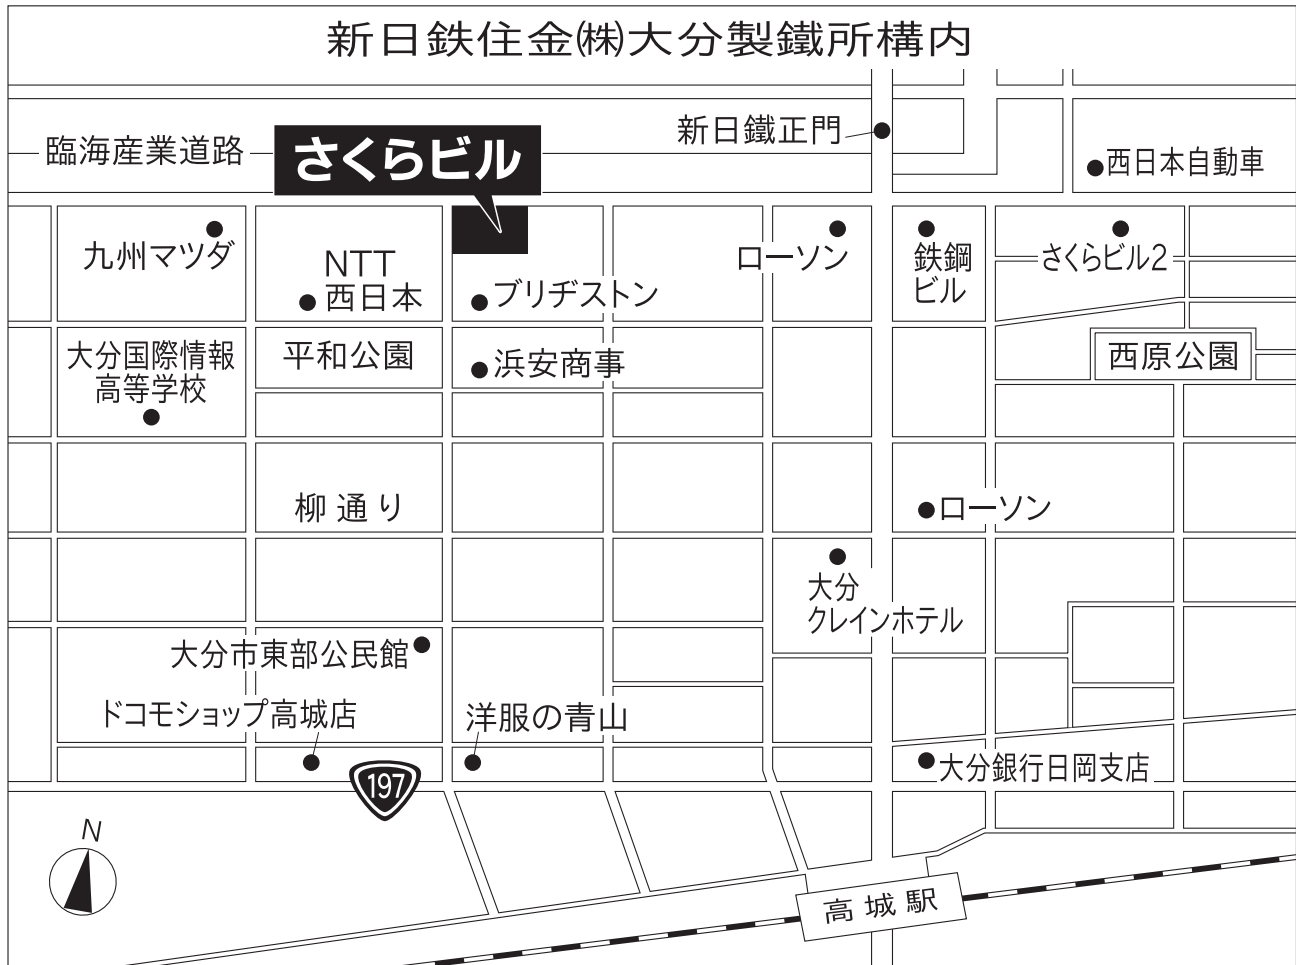 新日鉄住金㈱大分製鐵所構内
新日鐵正門
臨海産業道路
さくらビル
西日本自動車
九州マツダ
NTT
西日本
ブリヂストン
ローソン
鉄鋼
ビル
さくらビル2
大分国際情報
高等学校
平和公園
浜安商事
西原公園
柳通り
ローソン
大分
クレインホテル
大分市東部公民館
ドコモショップ高城店
洋服の青山
197
大分銀行日岡支店
N
高城駅